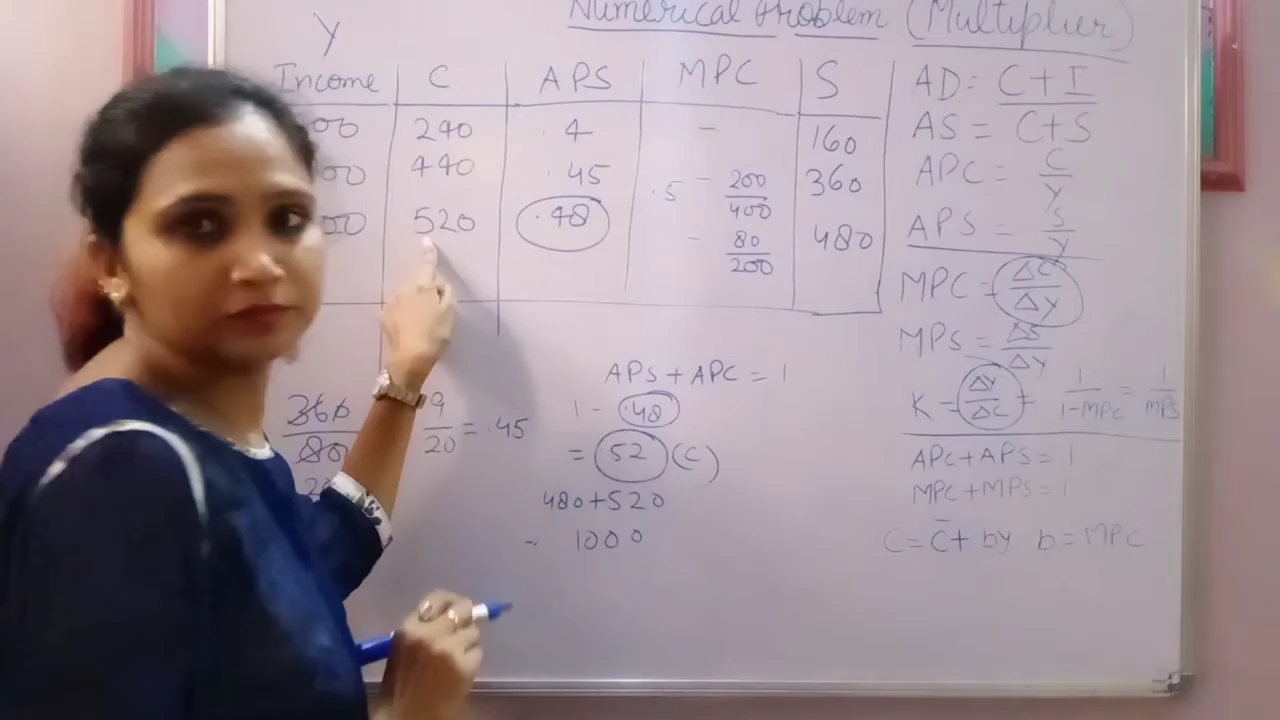 Numerical Problem (Multiplier)
Y
Income C APS MPC S
00 240 .4 - 160
00 440 .45 .5 - 200/400 360
00 520 .48 - 80/200 480
AD = C+I
AS = C+S
APC = C/Y
APS = S/Y
MPC = ΔC/ΔY
MPS = ΔS/ΔY
K = ΔY/ΔC = 1/1-MPC = 1/MPS
APC+APS = 1
MPC+MPS = 1
C = C̄ + by b = MPC
360/80 9/20 = .45
APS + APC = 1
1 - .48
= 52 (C)
480+520
- 1000